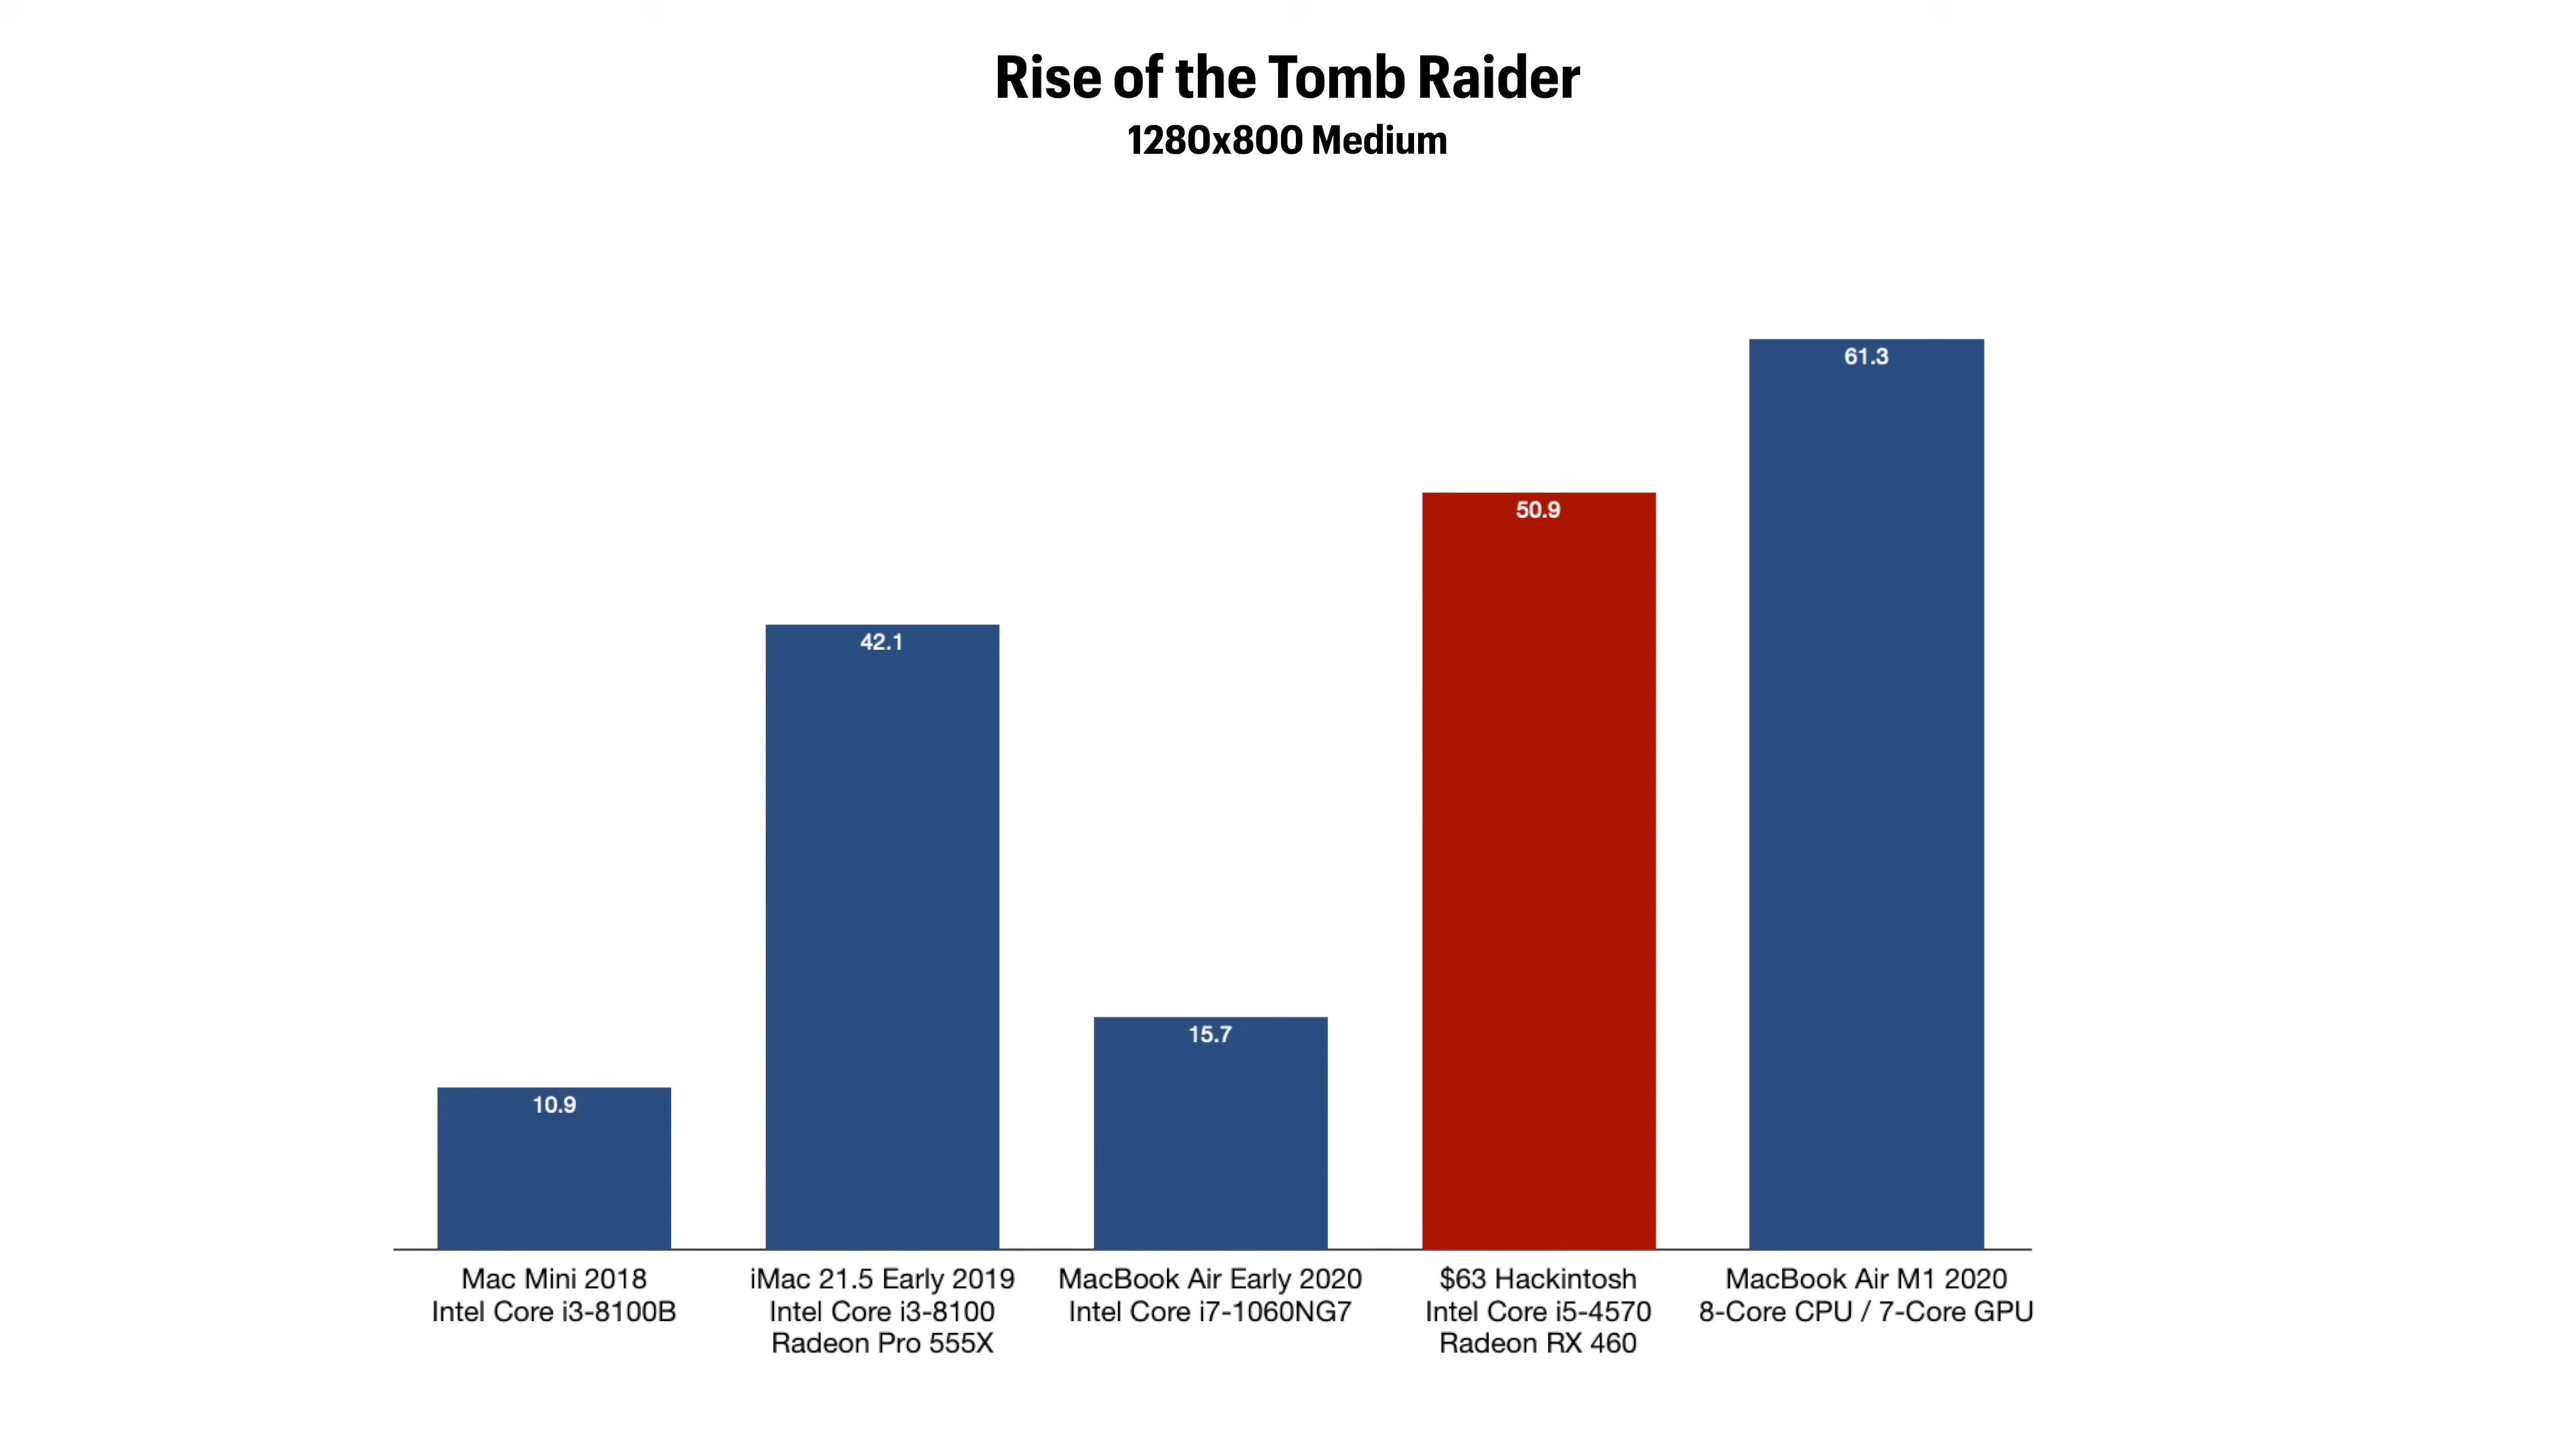 Rise of the Tomb Raider
1280x800 Medium
61.3
50.9
42.1
15.7
10.9
Mac Mini 2018
Intel Core i3-8100B
iMac 21.5 Early 2019
Intel Core i3-8100
Radeon Pro 555X
MacBook Air Early 2020
Intel Core i7-1060NG7
$63 Hackintosh
Intel Core i5-4570
Radeon RX 460
MacBook Air M1 2020
8-Core CPU / 7-Core GPU